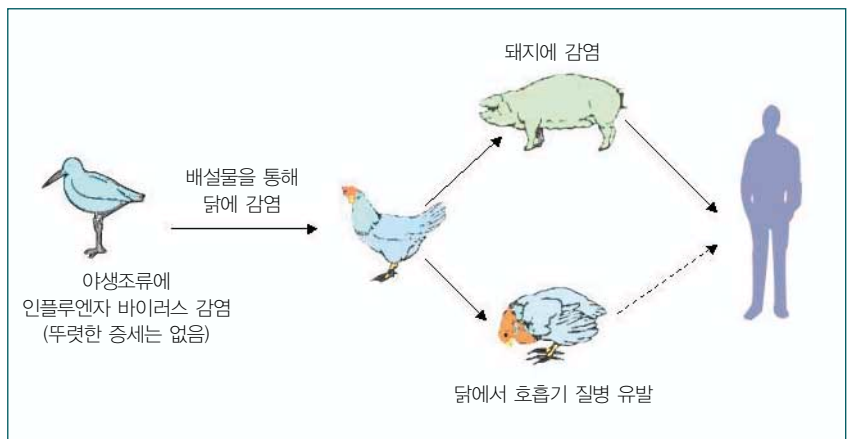 돼지에 감염
배설물을 통해
닭에 감염
야생조류에
인플루엔자 바이러스 감염
(뚜렷한 증세는 없음)
닭에서 호흡기 질병 유발